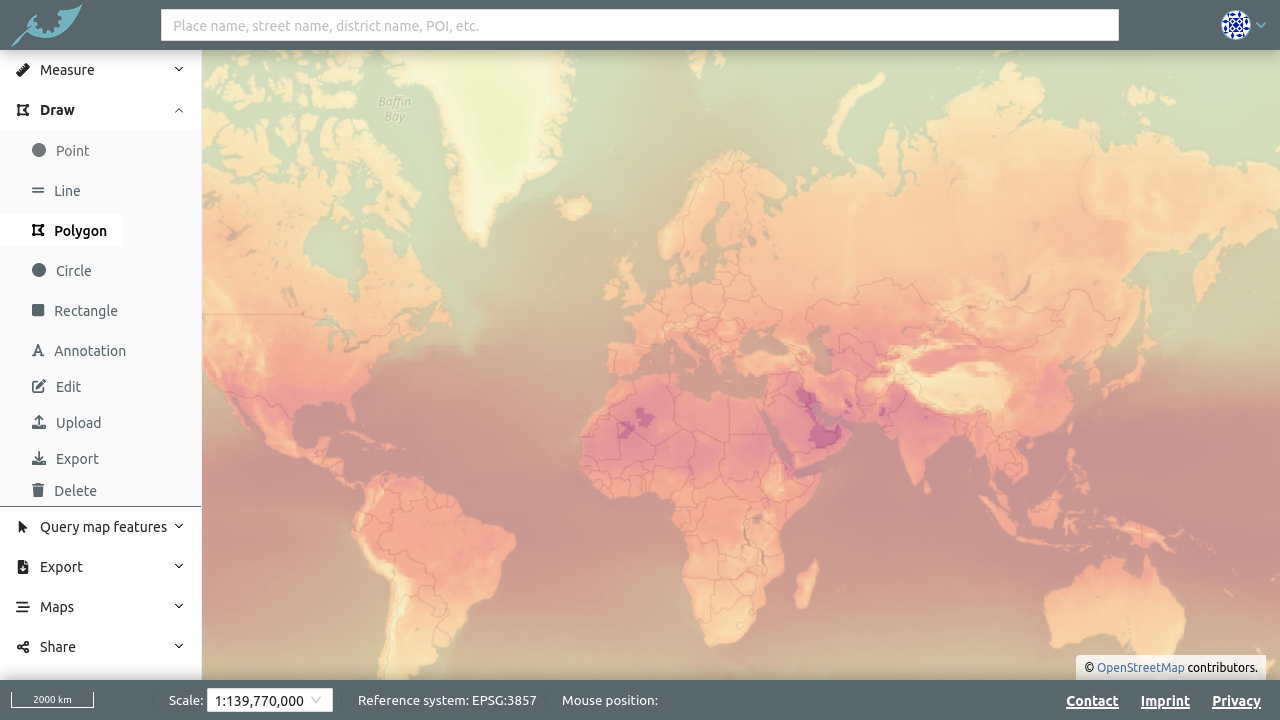 Place name, street name, district name, POI, etc.
Measure
Draw
Point
Line
Polygon
Circle
Rectangle
Annotation
Edit
Upload
Export
Delete
Query map features
Export
Maps
Share
Baffin
Bay
© OpenStreetMap contributors.
2000 km
Scale: 1:139,770,000
Reference system: EPSG:3857
Mouse position:
Contact
Imprint
Privacy